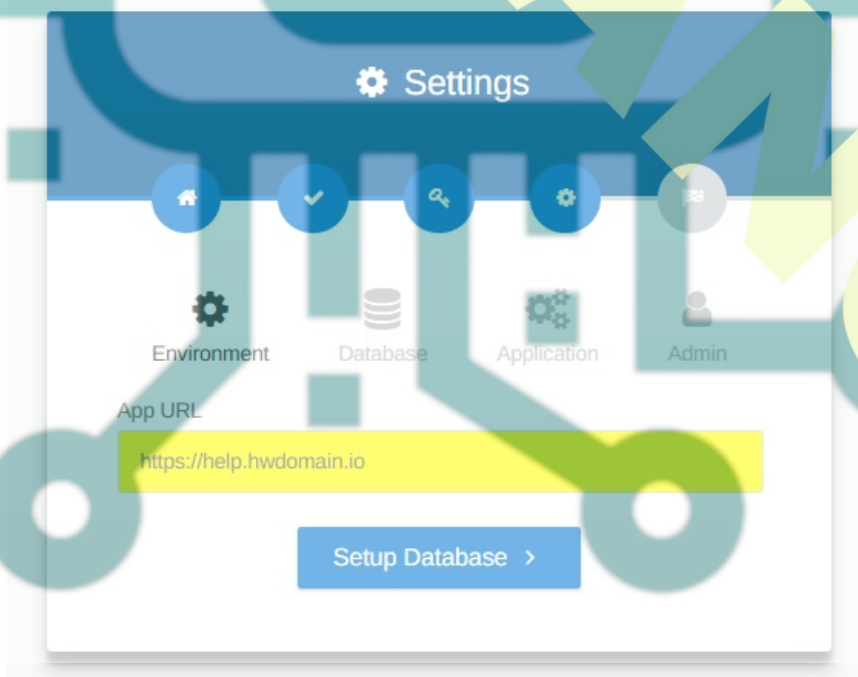 Settings
Environment Database Application Admin
App URL
https://help.hwdomain.io
Setup Database